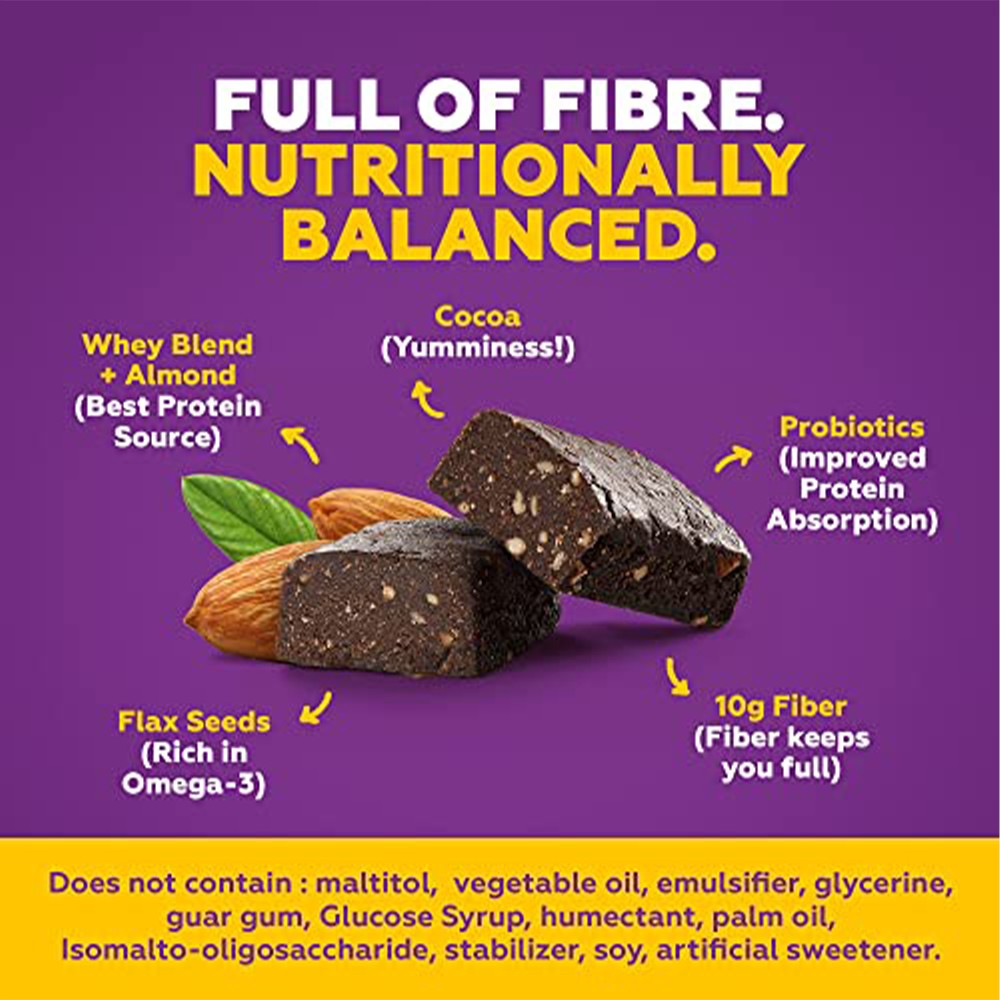 FULL OF FIBRE.
NUTRITIONALLY
BALANCED.
Cocoa
(Yumminess!)
Whey Blend
+ Almond
(Best Protein
Source)
Probiotics
(Improved
Protein
Absorption)
Flax Seeds
(Rich in
Omega-3)
10g Fiber
(Fiber keeps
you full)
Does not contain : maltitol,  vegetable oil, emulsifier, glycerine,
guar gum, Glucose Syrup, humectant, palm oil,
Isomalto-oligosaccharide, stabilizer, soy, artificial sweetener.